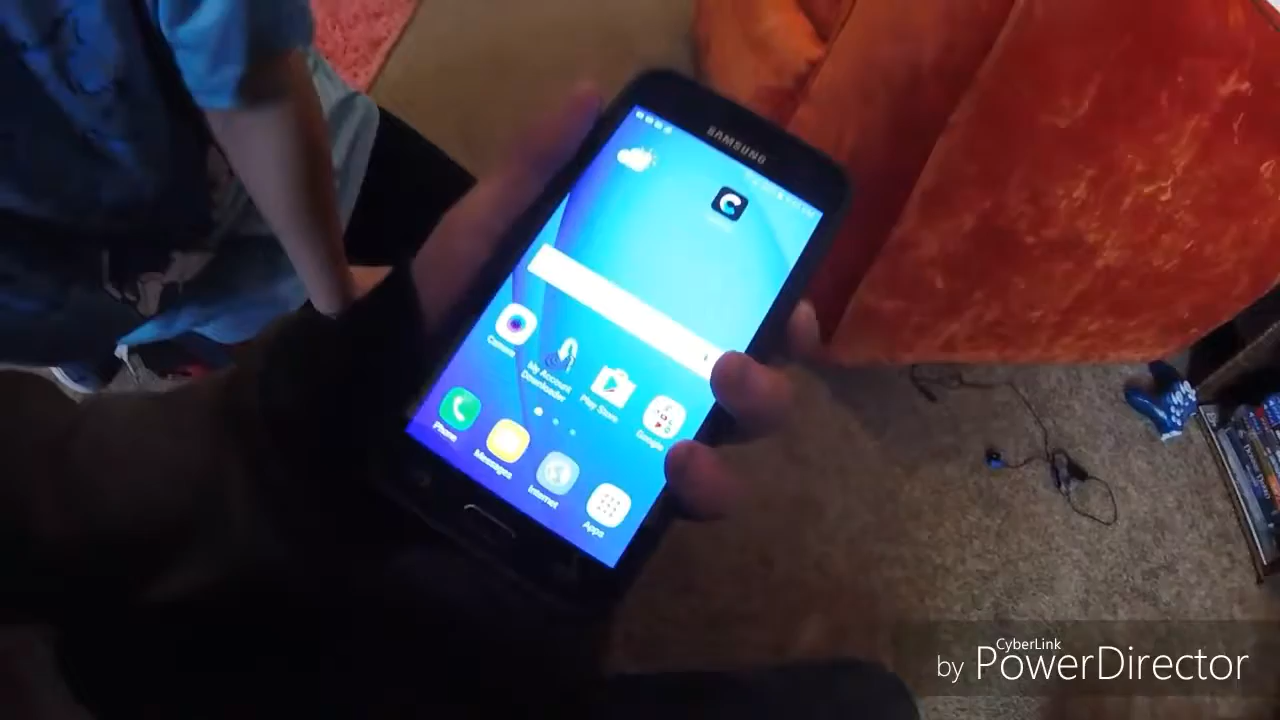 SAMSUNG
Camera
My Account
Downloader
Play Store
Google
Phone
Messages
Internet
Apps
CyberLink
by PowerDirector